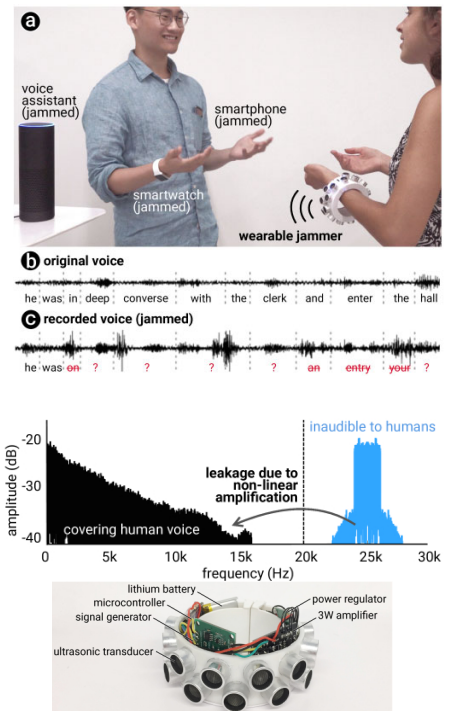 a
voice
assistant
(jammed)
smartphone
(jammed)
smartwatch
(jammed)
wearable jammer
b original voice
he was in deep converse with the clerk and enter the hall
c recorded voice (jammed)
he was on ? ? ? ? an entry your ?
amplitude (dB)
-20
-30
-40
inaudible to humans
leakage due to
non-linear
amplification
covering human voice
0 5k 10k 15k 20k 25k 30k
frequency (Hz)
lithium battery
microcontroller
signal generator
ultrasonic transducer
power regulator
3W amplifier